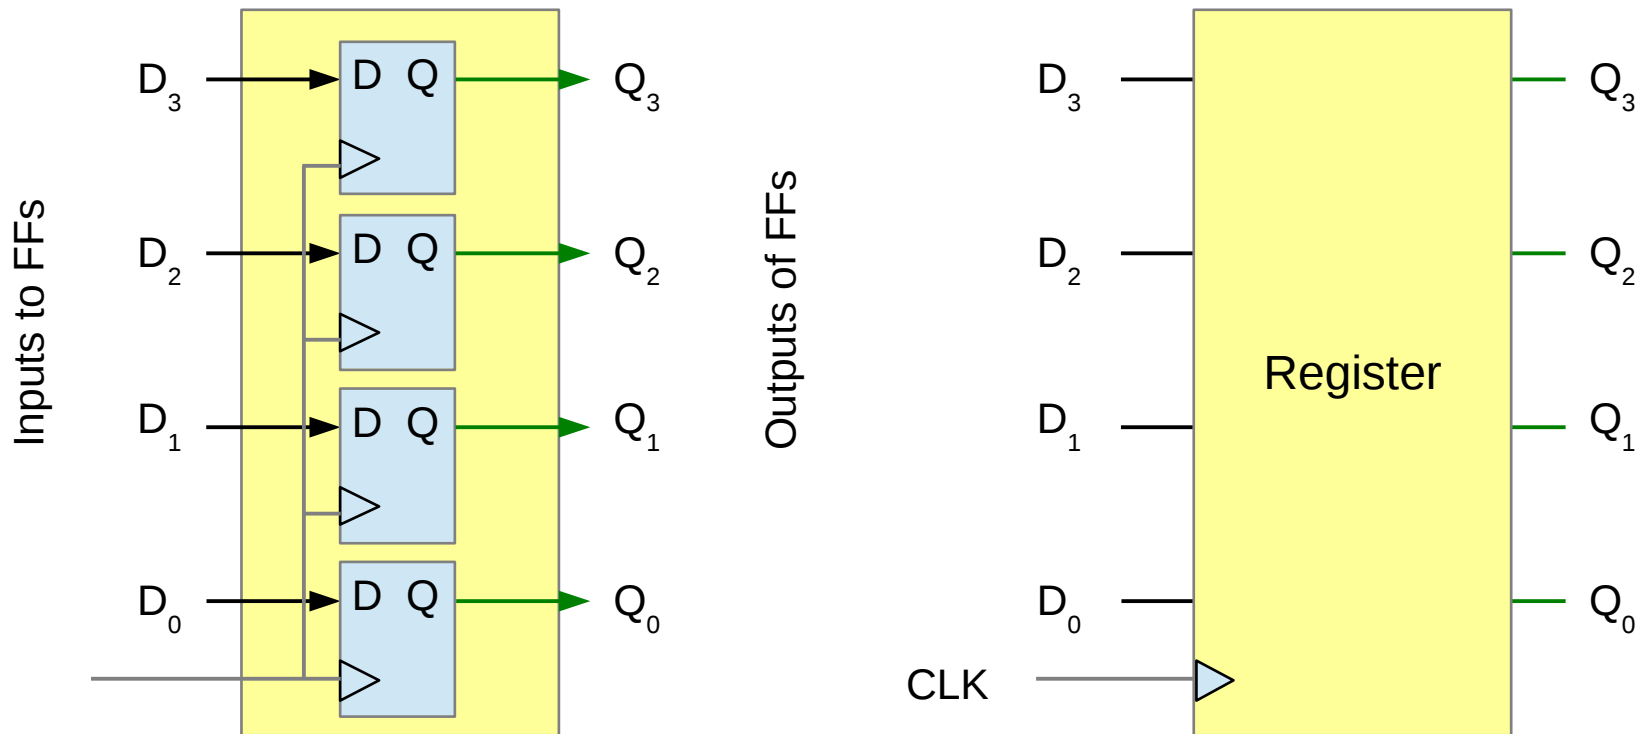 Inputs to FFs
D3
D Q
Q3
D2
D Q
Q2
D1
D Q
Q1
D0
D Q
Q0
Outputs of FFs
D3
Q3
D2
Q2
Register
D1
Q1
D0
Q0
CLK